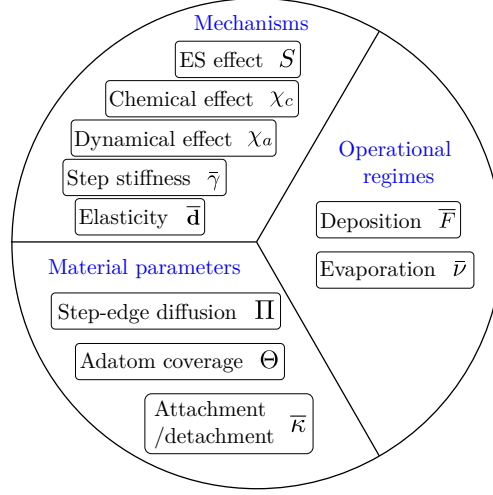 Mechanisms
ES effect S
Chemical effect χc
Dynamical effect χa
Step stiffness γ̄
Elasticity d̄
Operational
regimes
Deposition F̅
Evaporation ν̄
Material parameters
Step-edge diffusion Π
Adatom coverage Θ
Attachment
/detachment κ̅